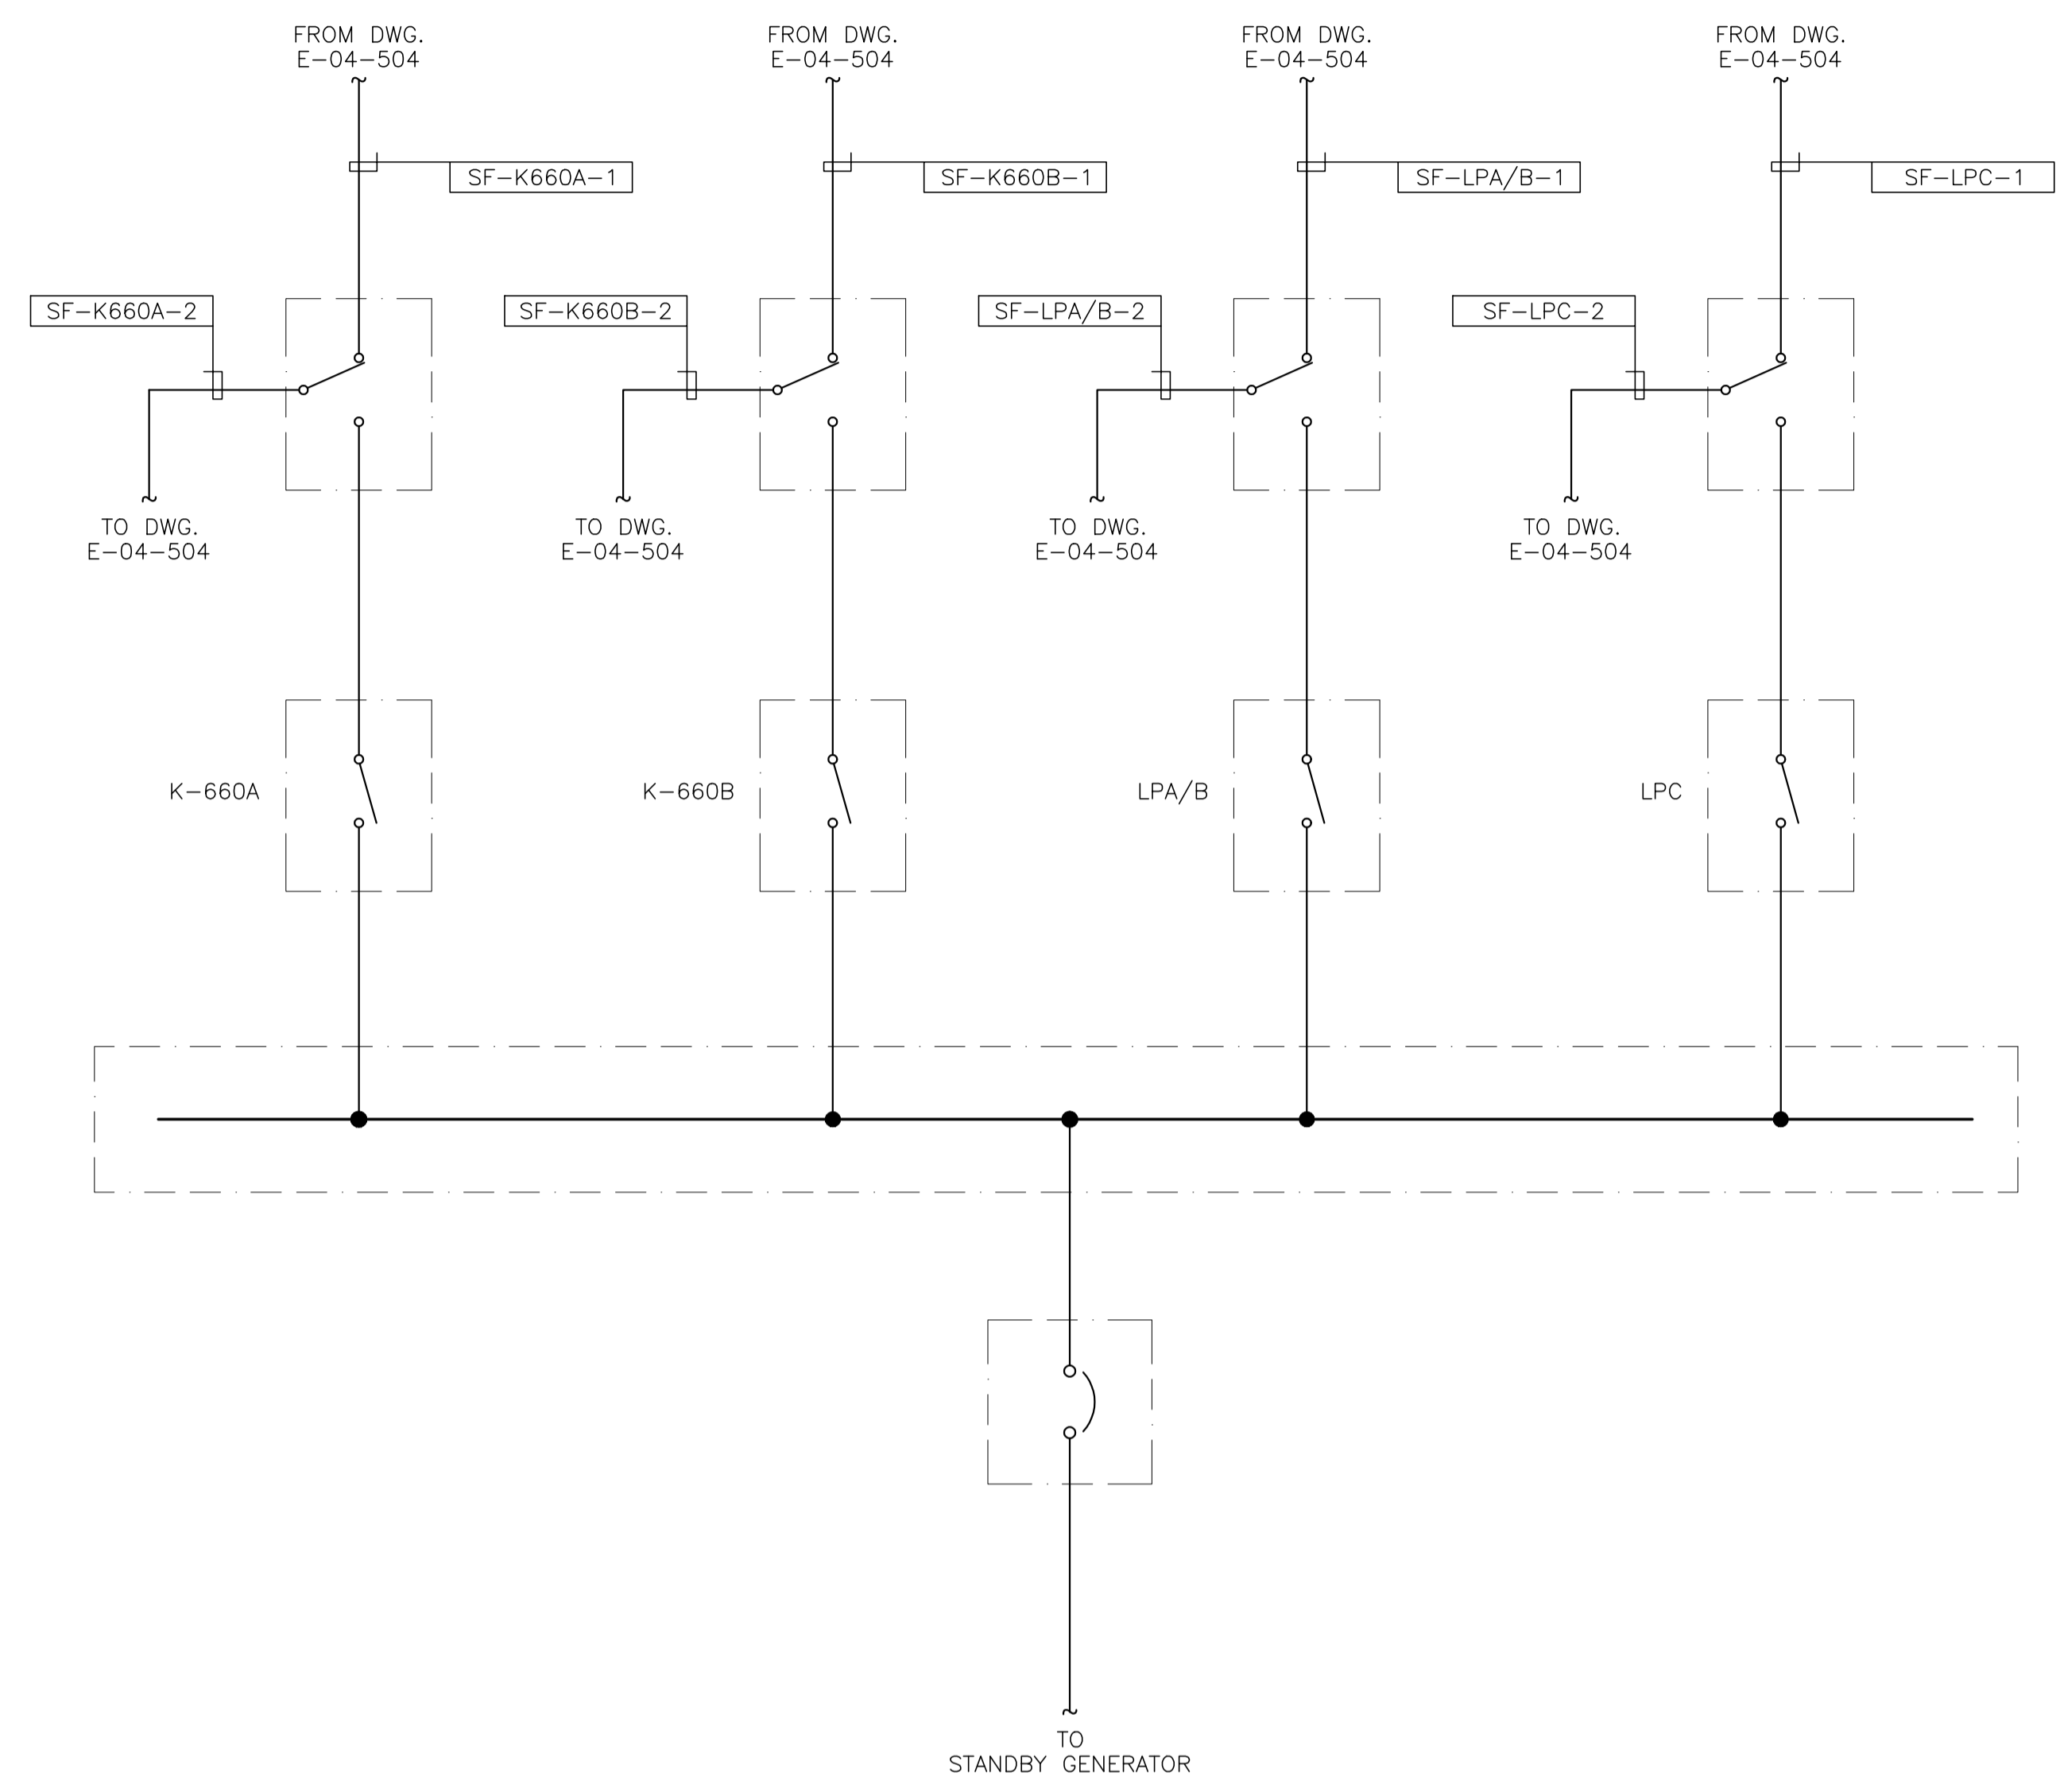 FROM DWG.
E-04-504
FROM DWG.
E-04-504
FROM DWG.
E-04-504
FROM DWG.
E-04-504
SF-K660A-1
SF-K660B-1
SF-LPA/B-1
SF-LPC-1
SF-K660A-2
SF-K660B-2
SF-LPA/B-2
SF-LPC-2
TO DWG.
E-04-504
TO DWG.
E-04-504
TO DWG.
E-04-504
TO DWG.
E-04-504
K-660A
K-660B
LPA/B
LPC
TO
STANDBY GENERATOR